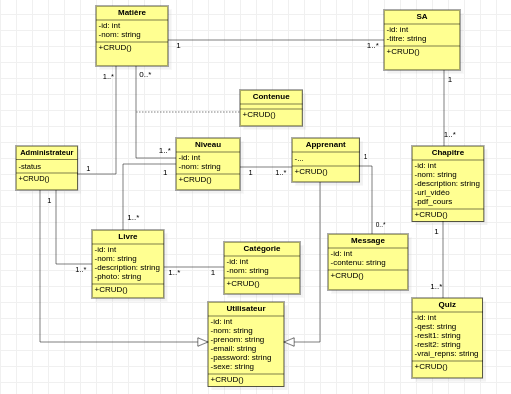 Matière
-id: int
-nom: string
+CRUD()
SA
-id: int
-titre: string
+CRUD()
1
1..*
1..*
0..*
1
Contenue
+CRUD()
1..*
Administrateur
-status
+CRUD()
1
1
Niveau
-id: int
-nom: string
+CRUD()
1..*
1
1
1..*
Apprenant
-...
+CRUD()
1
0..*
Chapitre
-id: int
-nom: string
-description: string
-url_vidéo
-pdf_cours
+CRUD()
1
1..*
Livre
-id: int
-nom: string
-description: string
-photo: string
+CRUD()
1..*
1..*
1..*
1
Catégorie
-id: int
-nom: string
+CRUD()
Message
-id: int
-contenu: string
+CRUD()
Utilisateur
-id: int
-nom: string
-prenom: string
-email: string
-password: string
-sexe: string
+CRUD()
Quiz
-id: int
-qest: string
-reslt1: string
-reslt2: string
-vrai_repns: string
+CRUD()